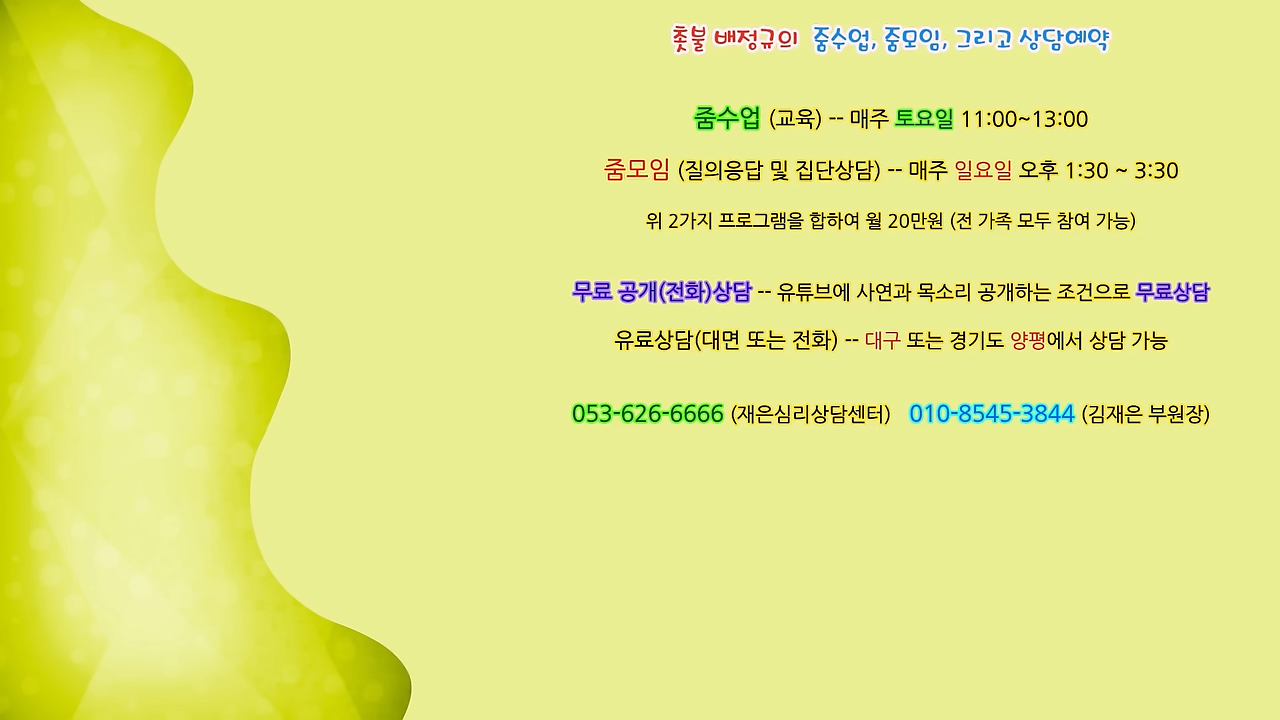 촛불 배정규의 줌수업, 줌모임, 그리고 상담예약
줌수업 (교육) -- 매주 토요일 11:00~13:00
줌모임 (질의응답 및 집단상담) -- 매주 일요일 오후 1:30 ~ 3:30
위 2가지 프로그램을 합하여 월 20만원 (전 가족 모두 참여 가능)
무료 공개(전화)상담 -- 유튜브에 사연과 목소리 공개하는 조건으로 무료상담
유료상담(대면 또는 전화) -- 대구 또는 경기도 양평에서 상담 가능
053-626-6666 (재은심리상담센터) 010-8545-3844 (김재은 부원장)